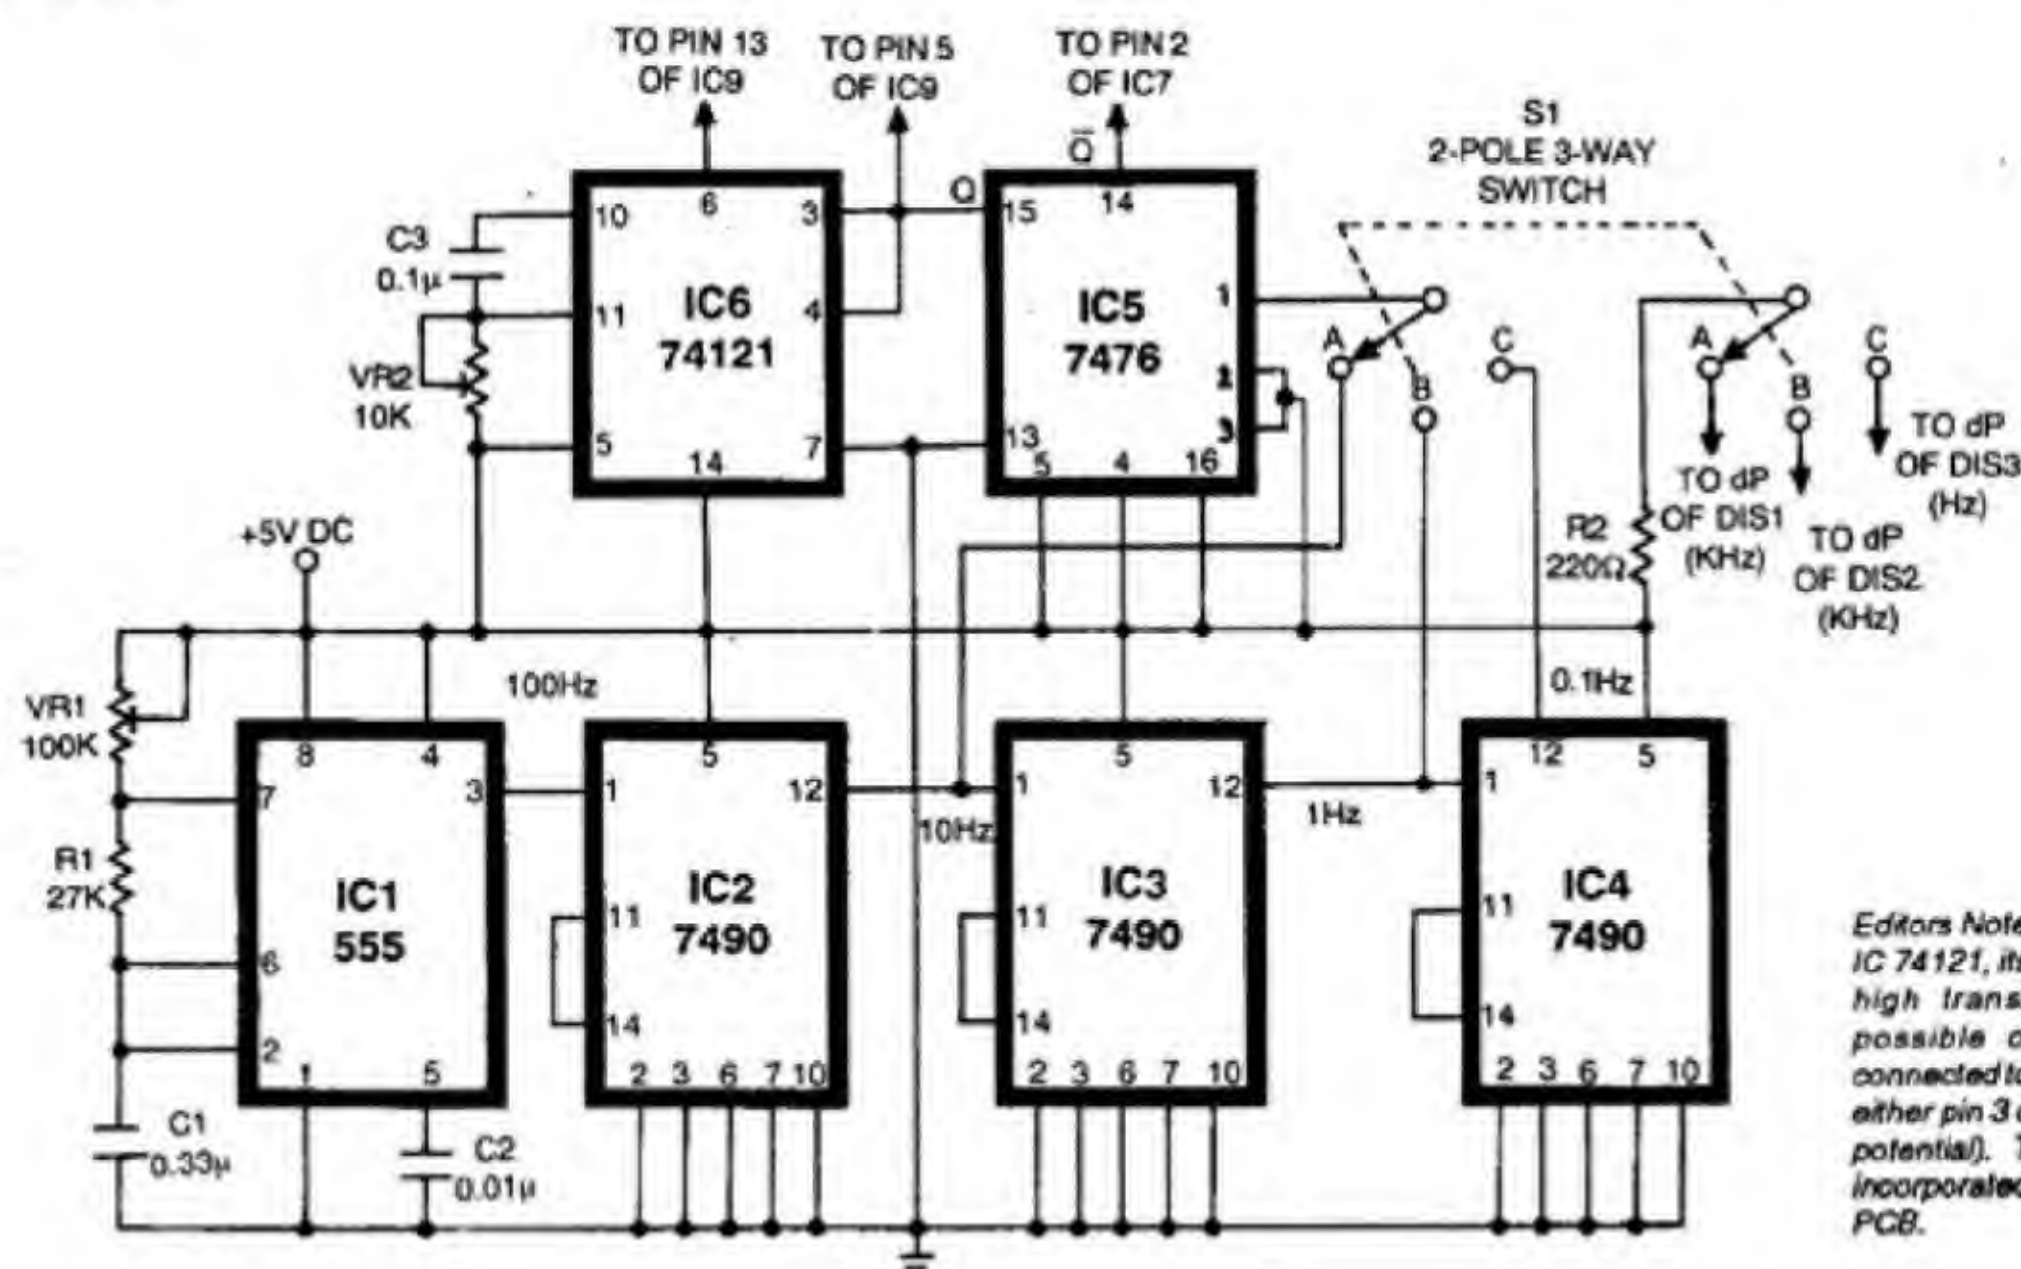 TO PIN 13
OF IC9
TO PIN 5
OF IC9
TO PIN 2
OF IC7
Q̅
Q
S1
2-POLE 3-WAY
SWITCH
C3
0.1µ
VR2
10K
10
6
3
11
IC6
74121
4
5
14
7
15
14
1
IC5
7476
2
3
13
5
4
16
A
B
C
A
B
C
TO dP
OF DIS1
(KHz)
TO dP
OF DIS2
(KHz)
TO dP
OF DIS3
(Hz)
R2
220Ω
+5V DC
VR1
100K
R1
27K
C1
0.33µ
C2
0.01µ
100Hz
10Hz
1Hz
0.1Hz
8
4
7
3
IC1
555
6
2
1
5
5
1
12
IC2
7490
11
14
2 3 6 7 10
5
1
12
IC3
7490
11
14
2 3 6 7 10
12
5
1
IC4
7490
11
14
2 3 6 7 10
Editors Note
IC 74121, its
high trans
possible
connected to
either pin 3
potential).
incorporated
PCB.